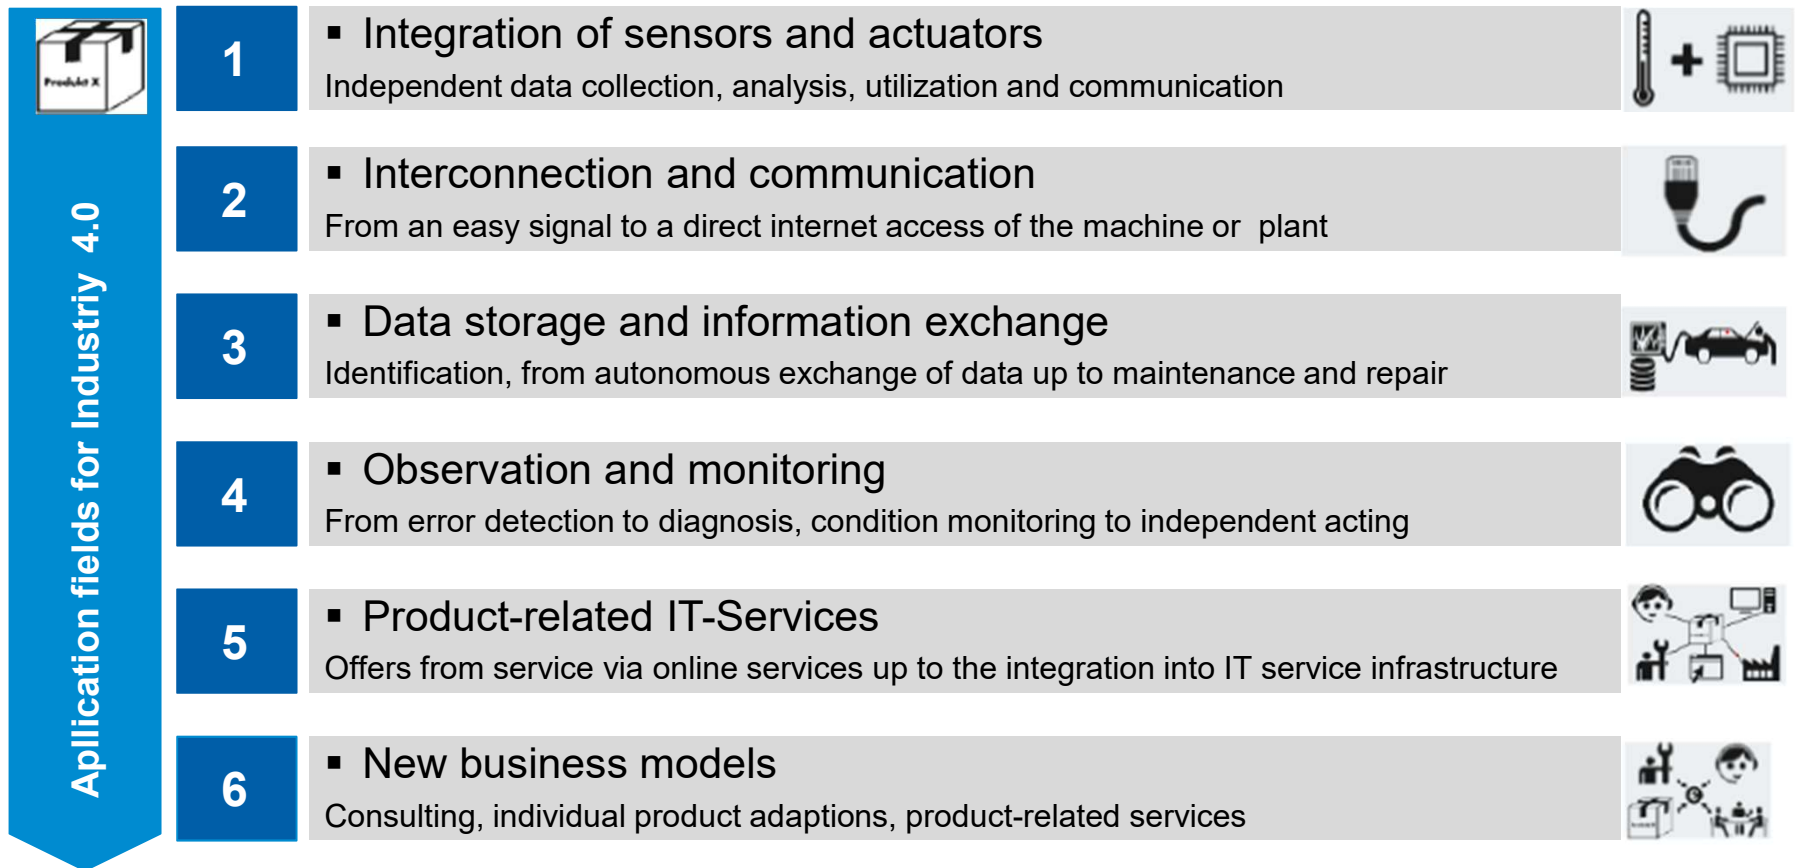 Produkt X
Apllication fields for Industriy 4.0
1
▪ Integration of sensors and actuators
Independent data collection, analysis, utilization and communication
2
▪ Interconnection and communication
From an easy signal to a direct internet access of the machine or plant
3
▪ Data storage and information exchange
Identification, from autonomous exchange of data up to maintenance and repair
4
▪ Observation and monitoring
From error detection to diagnosis, condition monitoring to independent acting
5
▪ Product-related IT-Services
Offers from service via online services up to the integration into IT service infrastructure
6
▪ New business models
Consulting, individual product adaptions, product-related services